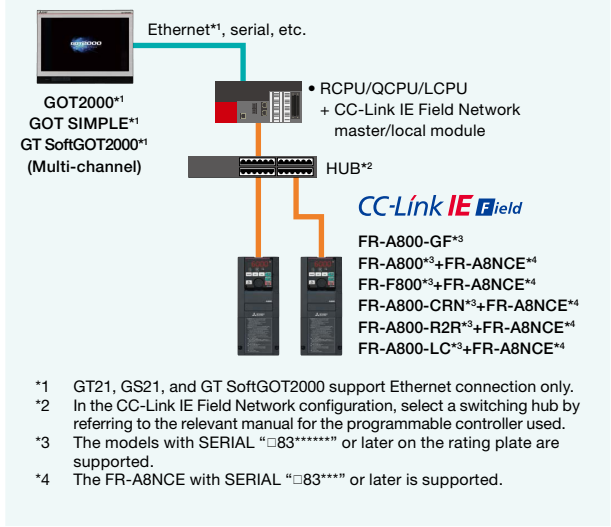 Ethernet*1, serial, etc.
GOT2000
GOT2000*1
GOT SIMPLE*1
GT SoftGOT2000*1
(Multi-channel)
• RCPU/QCPU/LCPU
+ CC-Link IE Field Network
master/local module
HUB*2
CC-Link IE Field
FR-A800-GF*3
FR-A800*3+FR-A8NCE*4
FR-F800*3+FR-A8NCE*4
FR-A800-CRN*3+FR-A8NCE*4
FR-A800-R2R*3+FR-A8NCE*4
FR-A800-LC*3+FR-A8NCE*4
*1 GT21, GS21, and GT SoftGOT2000 support Ethernet connection only.
*2 In the CC-Link IE Field Network configuration, select a switching hub by
referring to the relevant manual for the programmable controller used.
*3 The models with SERIAL “□83******” or later on the rating plate are
supported.
*4 The FR-A8NCE with SERIAL “□83***” or later is supported.